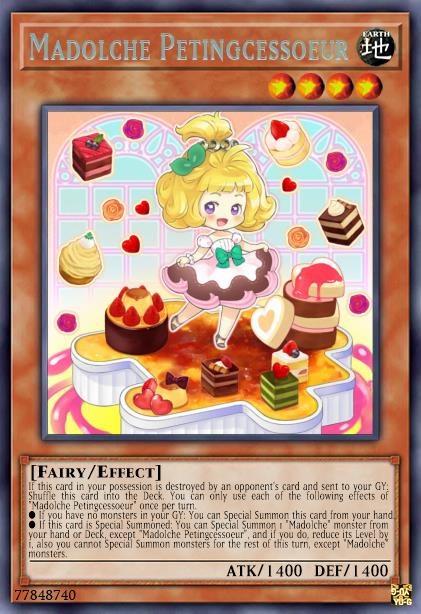 MADOLCHE PETINGCESSOEUR
EARTH
地
[FAIRY/EFFECT]
If this card in your possession is destroyed by an opponent's card and sent to your GY:
Shuffle this card into the Deck. You can only use each of the following effects of
"Madolche Petingcessoeur" once per turn.
● If you have no monsters in your GY: You can Special Summon this card from your hand.
● If this card is Special Summoned: You can Special Summon 1 "Madolche" monster from
your hand or Deck, except "Madolche Petingcessoeur", and if you do, reduce its Level by
1, also you cannot Special Summon monsters for the rest of this turn, except "Madolche"
monsters.
ATK/1400 DEF/1400
77848740